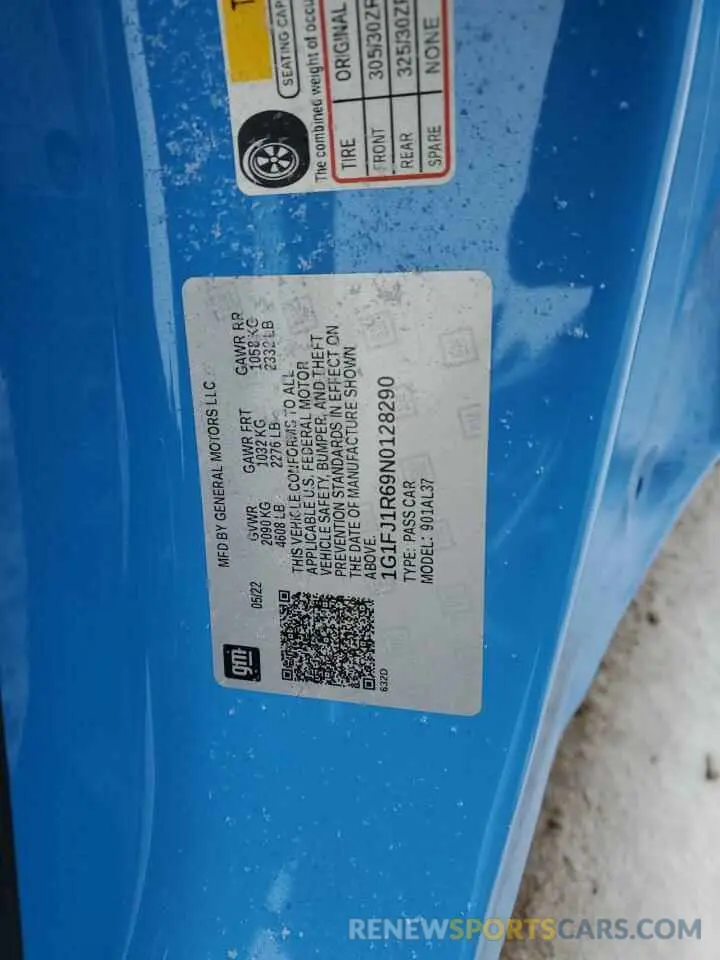 SEATING CAP
The combined weight of occu
TIRE ORIGINAL
FRONT 305/30ZR
REAR 325/30ZR
SPARE NONE
gm
MFD BY GENERAL MOTORS LLC
05/22
GVWR GAWR FRT GAWR RR
2090 KG 1032 KG 1058 KG
4608 LB 2276 LB 2332 LB
THIS VEHICLE CONFORMS TO ALL
APPLICABLE U.S. FEDERAL MOTOR
VEHICLE SAFETY, BUMPER, AND THEFT
PREVENTION STANDARDS IN EFFECT ON
THE DATE OF MANUFACTURE SHOWN
ABOVE.
1G1FJ1R69N0128290
TYPE: PASS CAR
MODEL: 901AL37
632D
RENEWSPORTSCARS.COM